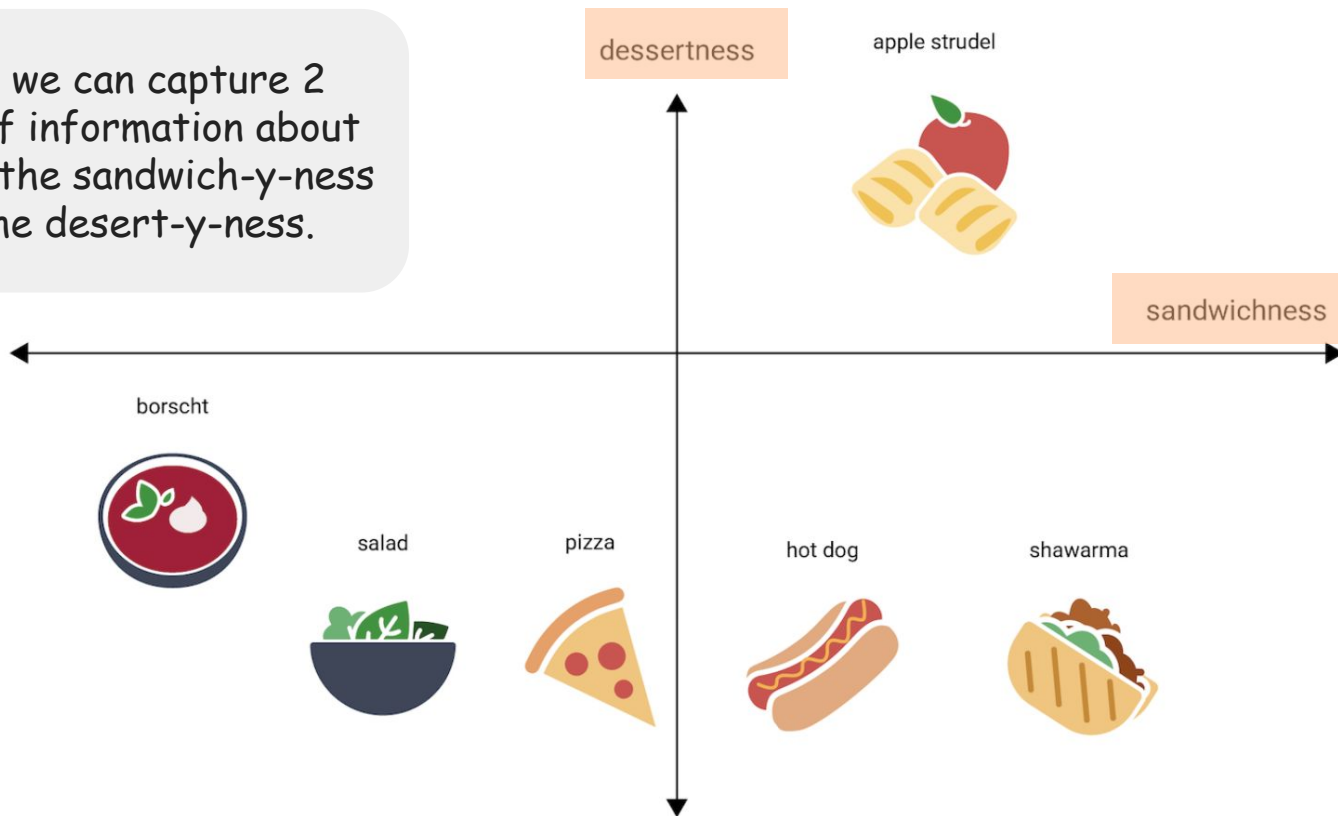 we can capture 2
f information about
the sandwich-y-ness
desert-y-ness.
dessertness
apple strudel
sandwichness
borscht
salad
pizza
hot dog
shawarma